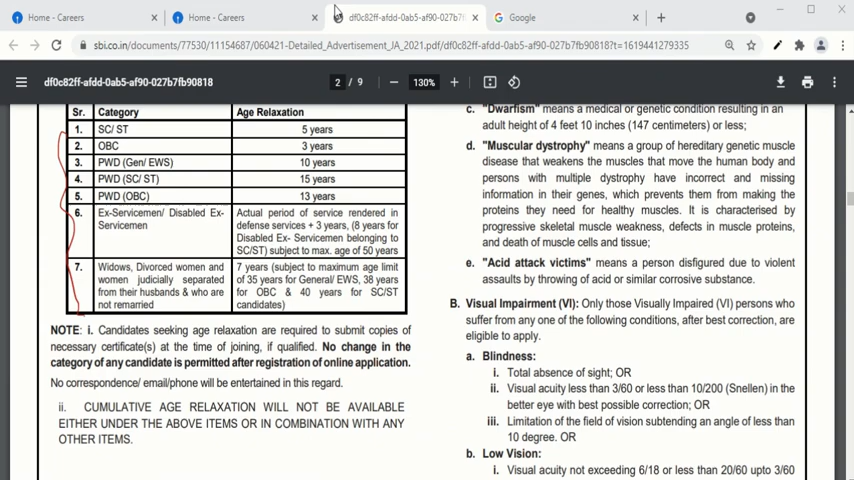 Home - Careers
Home - Careers
df0c82ff-afdd-0ab5-af90-027b7fb
Google
sbi.co.in/documents/77530/11154687/060421-Detailed_Advertisement_JA_2021.pdf/df0c82ff-afdd-0ab5-af90-027b7fb90818?t=1619441279335
df0c82ff-afdd-0ab5-af90-027b7fb90818
2 / 9
130%
Sr. Category Age Relaxation
1. SC/ ST 5 years
2. OBC 3 years
3. PWD (Gen/ EWS) 10 years
4. PWD (SC/ ST) 15 years
5. PWD (OBC) 13 years
6. Ex-Servicemen/ Disabled Ex- Actual period of service rendered in
Servicemen defense services + 3 years, (8 years for
Disabled Ex- Servicemen belonging to
SC/ST) subject to max. age of 50 years
7. Widows, Divorced women and 7 years (subject to maximum age limit
women judicially separated of 35 years for General/ EWS, 38 years
from their husbands & who are for OBC & 40 years for SC/ST
not remarried candidates)
NOTE: i. Candidates seeking age relaxation are required to submit copies of
necessary certificate(s) at the time of joining, if qualified. No change in the
category of any candidate is permitted after registration of online application.
No correspondence/ email/phone will be entertained in this regard.
ii. CUMULATIVE AGE RELAXATION WILL NOT BE AVAILABLE
EITHER UNDER THE ABOVE ITEMS OR IN COMBINATION WITH ANY
OTHER ITEMS.
c. "Dwarfism" means a medical or genetic condition resulting in an
adult height of 4 feet 10 inches (147 centimeters) or less;
d. "Muscular dystrophy" means a group of hereditary genetic muscle
disease that weakens the muscles that move the human body and
persons with multiple dystrophy have incorrect and missing
information in their genes, which prevents them from making the
proteins they need for healthy muscles. It is characterised by
progressive skeletal muscle weakness, defects in muscle proteins,
and death of muscle cells and tissue;
e. "Acid attack victims" means a person disfigured due to violent
assaults by throwing of acid or similar corrosive substance.
B. Visual Impairment (VI): Only those Visually Impaired (VI) persons who
suffer from any one of the following conditions, after best correction, are
eligible to apply.
a. Blindness:
i. Total absence of sight; OR
ii. Visual acuity less than 3/60 or less than 10/200 (Snellen) in the
better eye with best possible correction; OR
iii. Limitation of the field of vision subtending an angle of less than
10 degree. OR
b. Low Vision:
i. Visual acuity not exceeding 6/18 or less than 20/60 upto 3/60